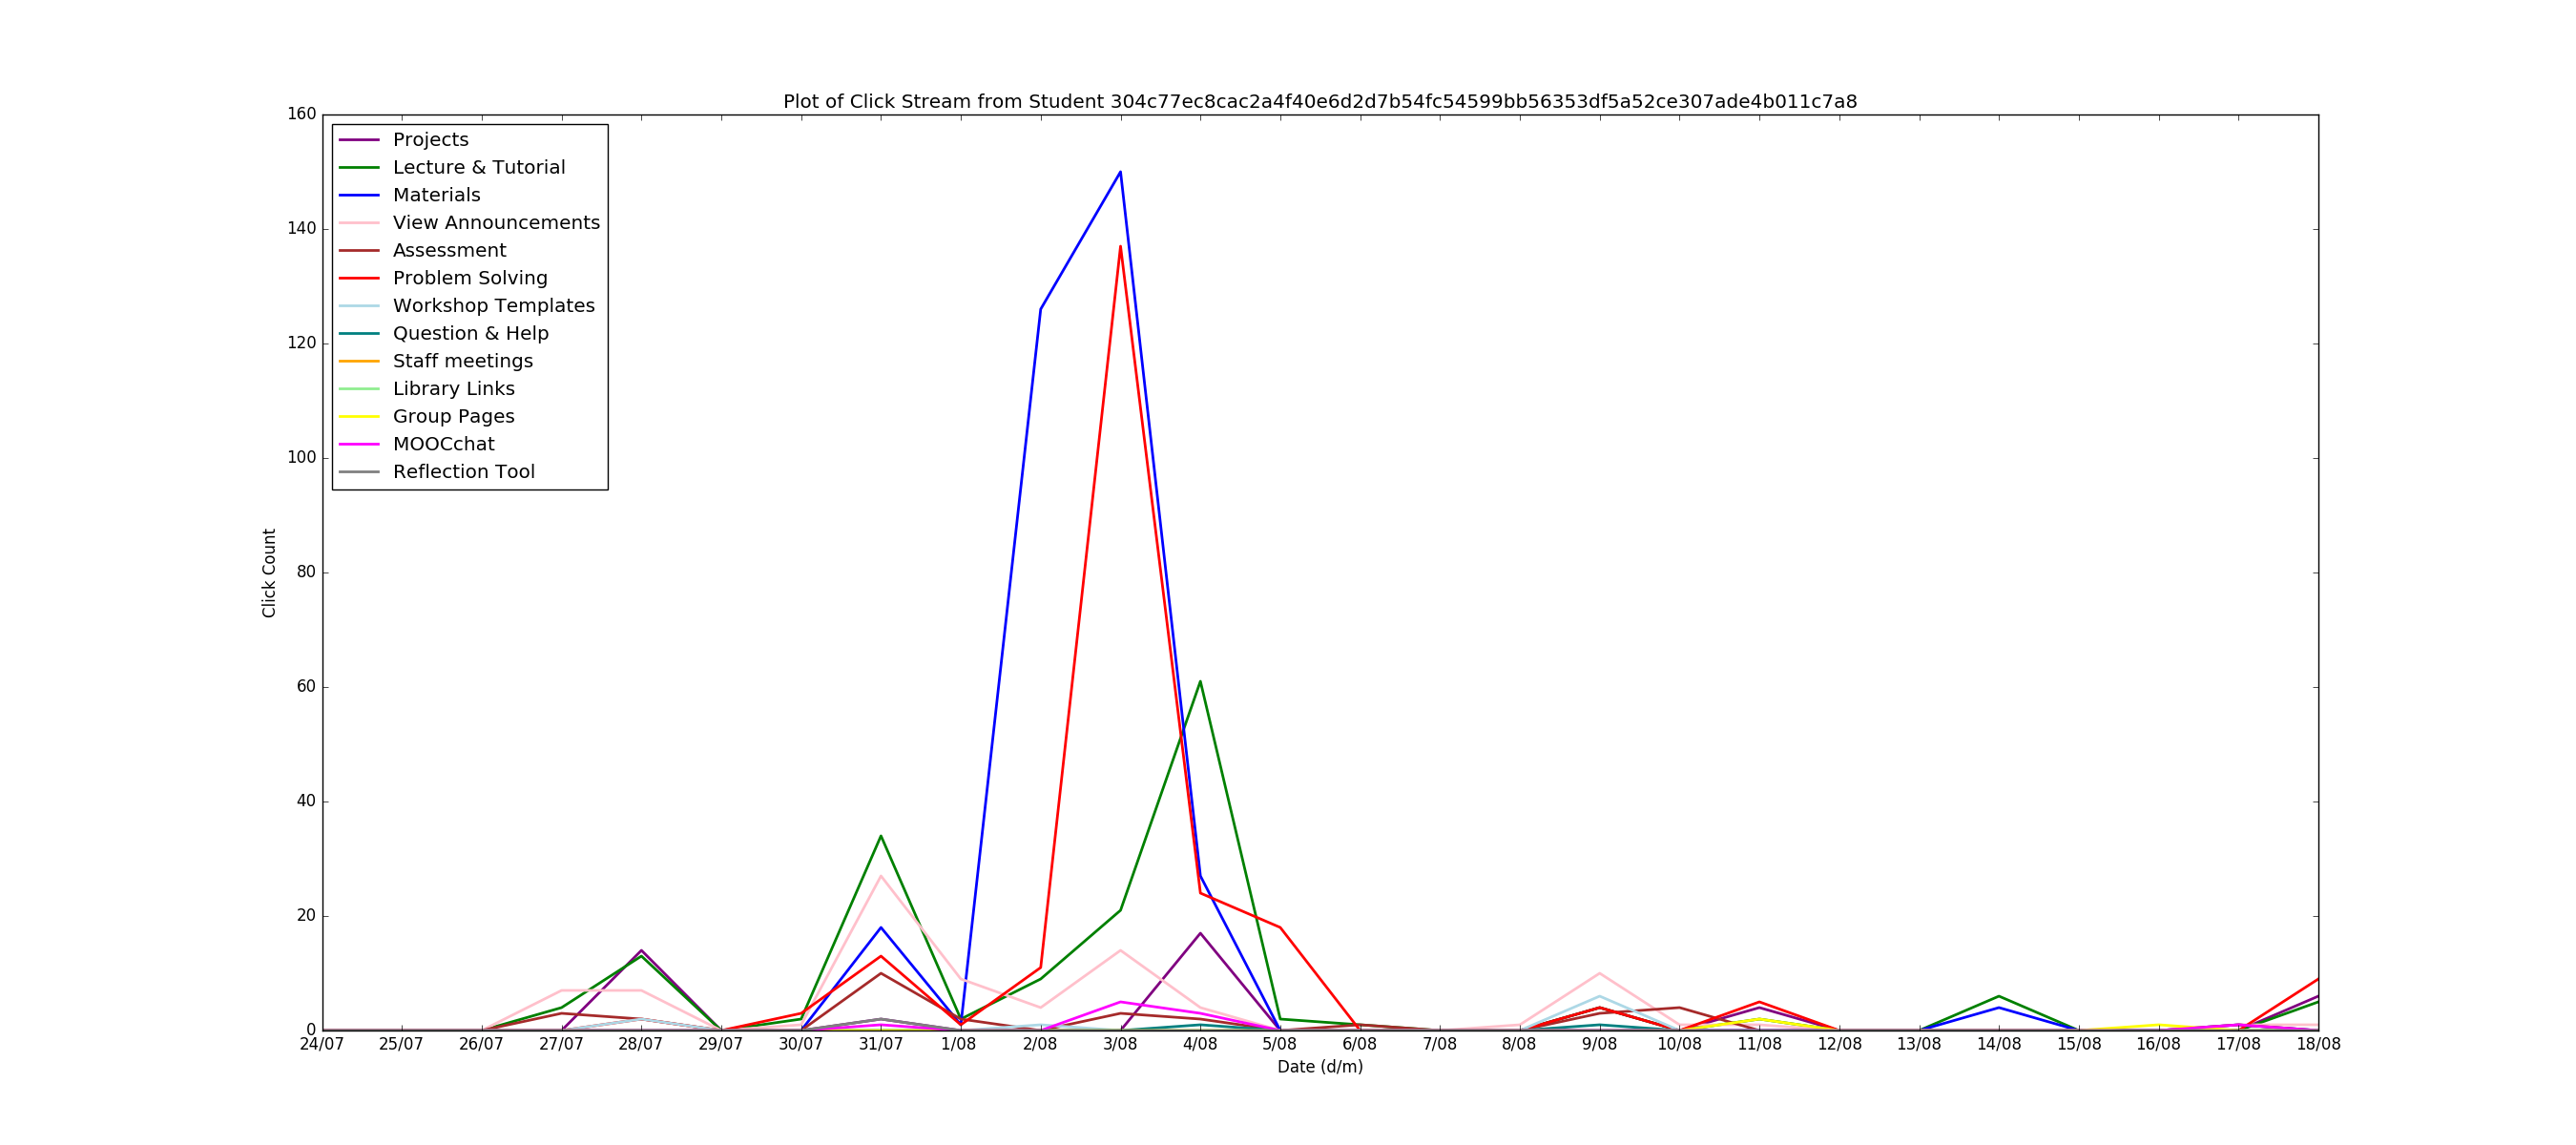 Plot of Click Stream from Student 304c77ec8cac2a4f40e6d2d7b54fc54599bb56353df5a52ce307ade4b011c7a8
160
140
120
100
80
60
40
20
0
Click Count
Projects
Lecture & Tutorial
Materials
View Announcements
Assessment
Problem Solving
Workshop Templates
Question & Help
Staff meetings
Library Links
Group Pages
MOOCchat
Reflection Tool
24/07 25/07 26/07 27/07 28/07 29/07 30/07 31/07 1/08 2/08 3/08 4/08 5/08 6/08 7/08 8/08 9/08 10/08 11/08 12/08 13/08 14/08 15/08 16/08 17/08 18/08
Date (d/m)